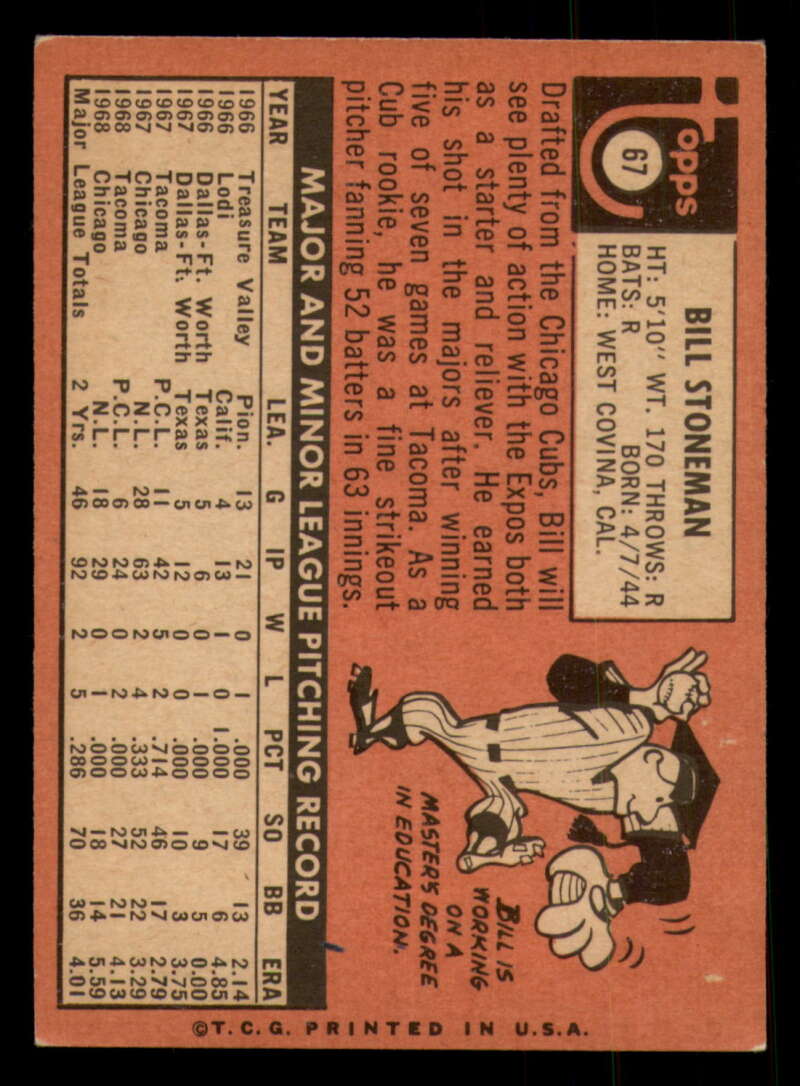 Topps
67
BILL STONEMAN
HT: 5'10" WT. 170 THROWS: R
BATS: R BORN: 4/7/44
HOME: WEST COVINA, CAL.
Drafted from the Chicago Cubs, Bill will
see plenty of action with the Expos both
as a starter and reliever. He earned
his shot in the majors after winning
five of seven games at Tacoma. As a
Cub rookie, he was a fine strikeout
pitcher fanning 52 batters in 63 innings.
BILL IS
WORKING
ON A
MASTER'S DEGREE
IN EDUCATION.
MAJOR AND MINOR LEAGUE PITCHING RECORD
YEAR TEAM LEA. G IP W L PCT SO BB ERA
1966 Treasure Valley Pion. 13 21 0 1 .000 39 13 2.14
1966 Lodi Calif. 4 13 1 0 1.000 17 6 4.85
1966 Dallas-Ft. Worth Texas 5 6 0 1 .000 9 5 0.00
1967 Dallas-Ft. Worth Texas 5 12 0 0 .000 10 3 3.75
1967 Tacoma P.C.L. 11 42 5 2 .714 46 17 2.79
1967 Chicago N.L. 28 63 2 4 .333 52 22 3.29
1968 Tacoma P.C.L. 6 24 0 2 .000 27 21 4.13
1968 Chicago N.L. 18 29 0 1 .000 18 14 5.59
Major League Totals 2 Yrs. 46 92 2 5 .286 70 36 4.01
©T.C.G. PRINTED IN U.S.A.